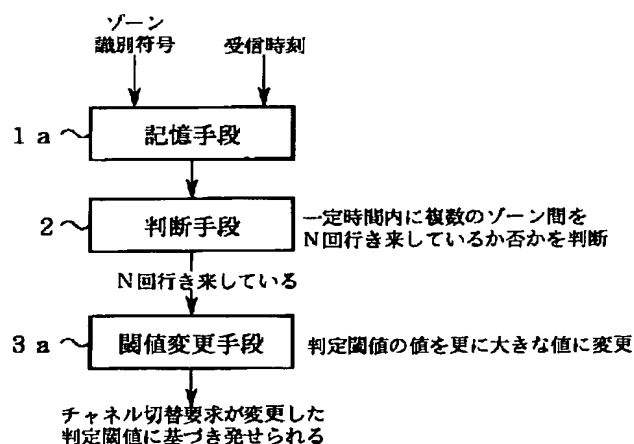 ゾーン
識別符号
受信時刻
1a
記憶手段
2
判断手段
一定時間内に複数のゾーン間を
N回行き来しているか否かを判断
N回行き来している
3a
閾値変更手段
判定閾値の値を更に大きな値に変更
チャネル切替要求が変更した
判定閾値に基づき発せられる